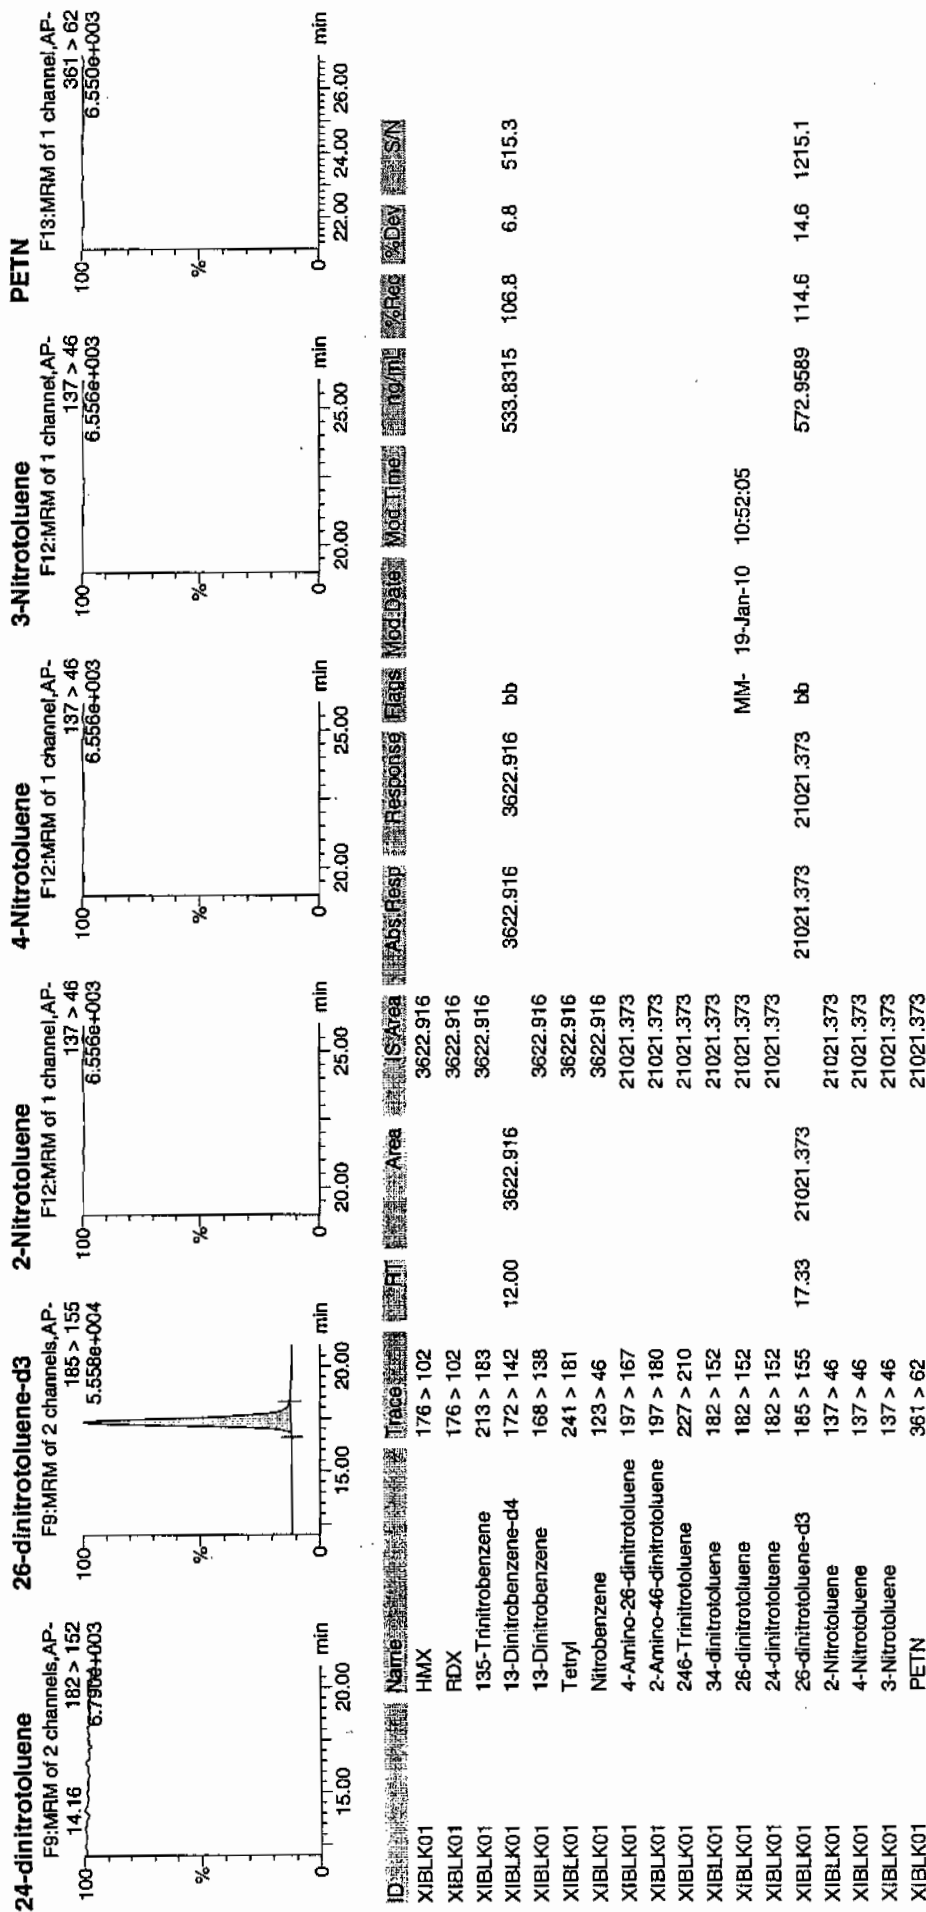 24-dinitrotoluene
F9:MRM of 2 channels,AP-
14.16 182 > 152
6.790e+003
100
%
0
15.00 20.00 min
26-dinitrotoluene-d3
F9:MRM of 2 channels,AP-
185 > 155
5.558e+004
100
%
0
15.00 20.00 min
2-Nitrotoluene
F12:MRM of 1 channel,AP-
137 > 46
6.556e+003
100
%
0
20.00 25.00 min
4-Nitrotoluene
F12:MRM of 1 channel,AP-
137 > 46
6.556e+003
100
%
0
20.00 25.00 min
3-Nitrotoluene
F12:MRM of 1 channel,AP-
137 > 46
6.556e+003
100
%
0
20.00 25.00 min
PETN
F13:MRM of 1 channel,AP-
361 > 62
6.550e+003
100
%
0
22.00 24.00 26.00 min
ID Name Trace RT Area IS Area Abs.Resp Response Flags Mod.Date Mod.Time ng/mL %Rec %Dev S/N
XIBLK01 HMX 176 > 102 3622.916
XIBLK01 RDX 176 > 102 3622.916
XIBLK01 135-Trinitrobenzene 213 > 183 3622.916
XIBLK01 13-Dinitrobenzene-d4 172 > 142 12.00 3622.916 3622.916 3622.916 bb 533.8315 106.8 6.8 515.3
XIBLK01 13-Dinitrobenzene 168 > 138 3622.916
XIBLK01 Tetryl 241 > 181 3622.916
XIBLK01 Nitrobenzene 123 > 46 3622.916
XIBLK01 4-Amino-26-dinitrotoluene 197 > 167 21021.373
XIBLK01 2-Amino-46-dinitrotoluene 197 > 180 21021.373
XIBLK01 246-Trinitrotoluene 227 > 210 21021.373
XIBLK01 34-dinitrotoluene 182 > 152 21021.373
XIBLK01 26-dinitrotoluene 182 > 152 21021.373 MM- 19-Jan-10 10:52:05
XIBLK01 24-dinitrotoluene 182 > 152 21021.373
XIBLK01 26-dinitrotoluene-d3 185 > 155 17.33 21021.373 21021.373 21021.373 bb 572.9589 114.6 14.6 1215.1
XIBLK01 2-Nitrotoluene 137 > 46 21021.373
XIBLK01 4-Nitrotoluene 137 > 46 21021.373
XIBLK01 3-Nitrotoluene 137 > 46 21021.373
XIBLK01 PETN 361 > 62 21021.373